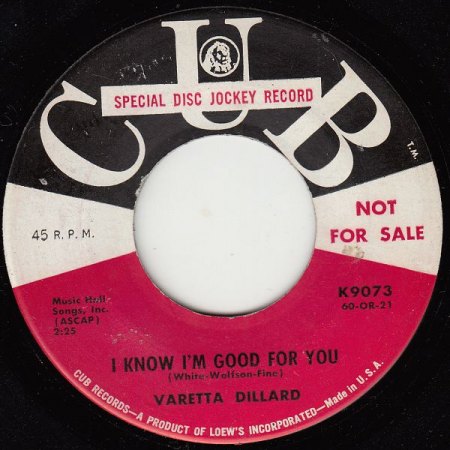 CUB
T.M.
SPECIAL DISC JOCKEY RECORD
45 R.P.M.
NOT
FOR SALE
Music Hall
Songs, Inc.
(ASCAP)
2:25
K9073
60-OR-21
I KNOW I'M GOOD FOR YOU
(White-Wolfson-Fine)
VARETTA DILLARD
CUB RECORDS—A PRODUCT OF LOEW'S INCORPORATED—Made in U.S.A.